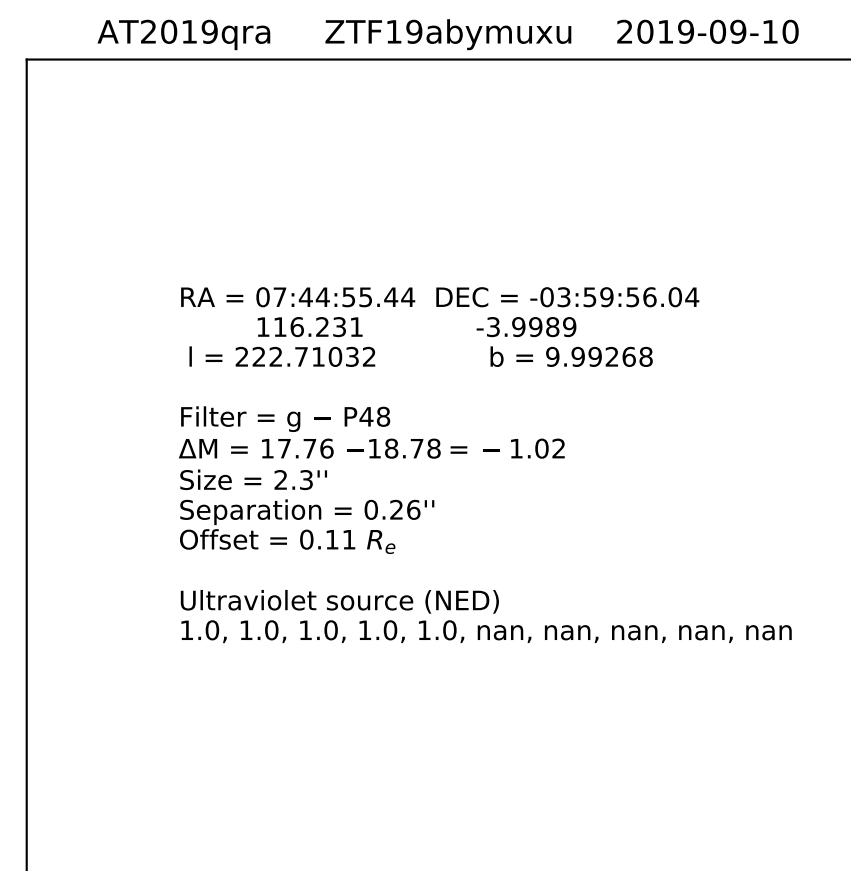 AT2019qra ZTF19abymuxu 2019-09-10
RA = 07:44:55.44 DEC = -03:59:56.04
116.231 -3.9989
l = 222.71032 b = 9.99268
Filter = g − P48
ΔM = 17.76 −18.78 = − 1.02
Size = 2.3''
Separation = 0.26''
Offset = 0.11 Re
Ultraviolet source (NED)
1.0, 1.0, 1.0, 1.0, 1.0, nan, nan, nan, nan, nan